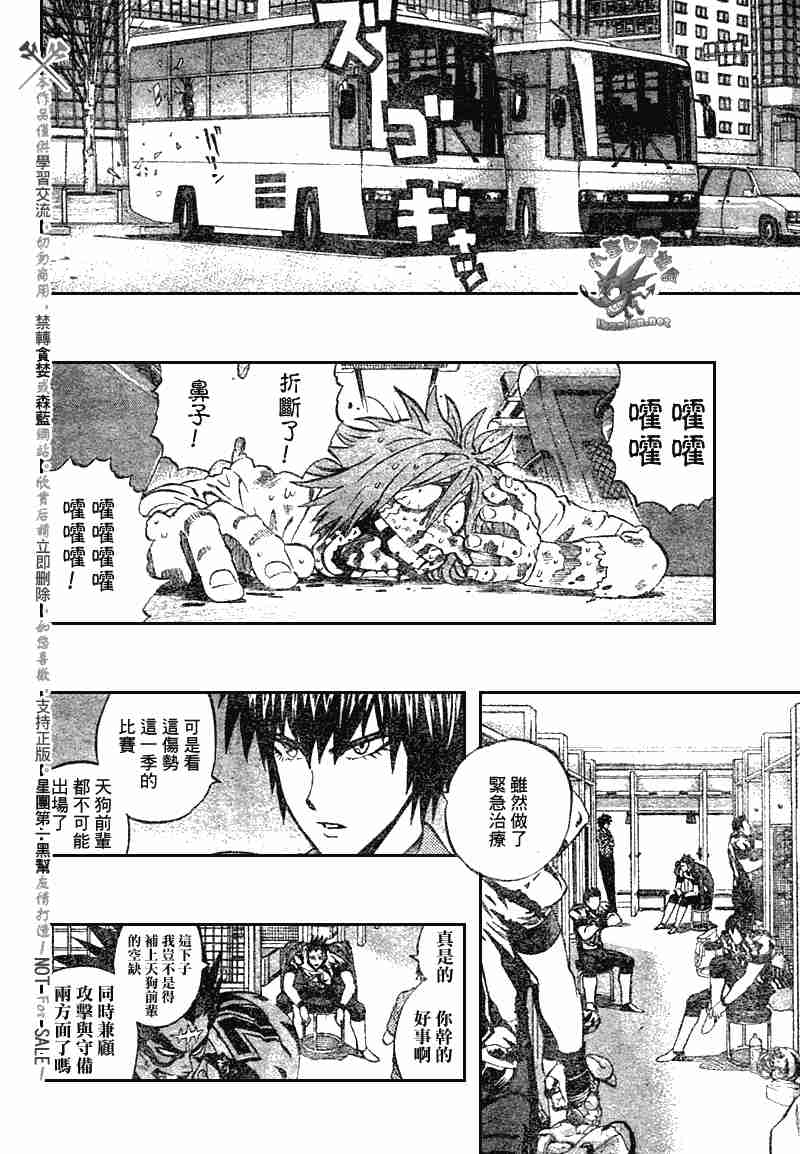 ズゴゴギャッ
嚯嚯
嚯嚯
折斷了!
鼻子!
嚯嚯嚯嚯
嚯嚯嚯!
雖然做了
緊急治療
可是看
這傷勢
這一季的
比賽
天狗前輩
都不可能
出場了
真是的 你幹的
好事啊
這下子
我豈不是得
補上天狗前輩
的空缺
同時兼顧
攻擊與守備
兩方面了嗎
本作品僅供學習交流【切勿商用,禁轉貪婪或森藍網站。欣賞后請立即刪除】如您喜歡,支持正版【星團第一黑幫友情打造—NOT—For—SALE—